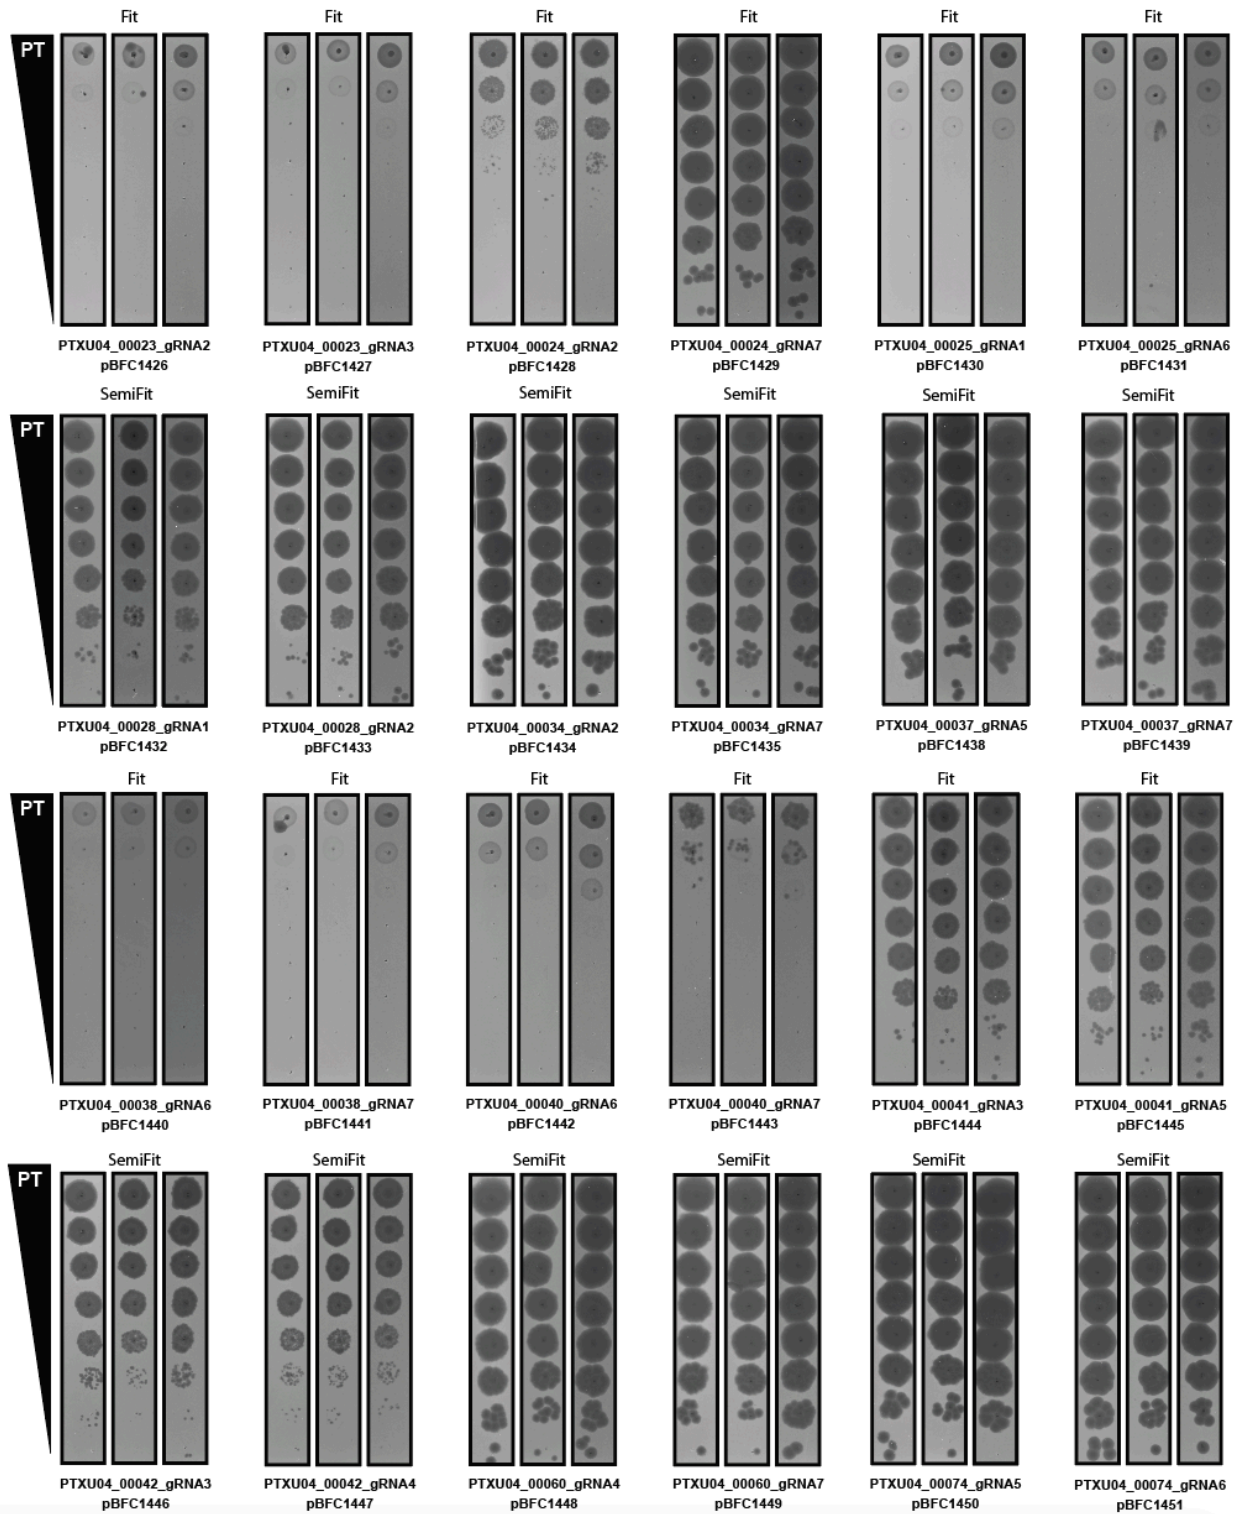 Fit Fit Fit Fit Fit Fit
PT
PTXU04_00023_gRNA2 PTXU04_00023_gRNA3 PTXU04_00024_gRNA2 PTXU04_00024_gRNA7 PTXU04_00025_gRNA1 PTXU04_00025_gRNA6
pBFC1426 pBFC1427 pBFC1428 pBFC1429 pBFC1430 pBFC1431
SemiFit SemiFit SemiFit SemiFit SemiFit SemiFit
PT
PTXU04_00028_gRNA1 PTXU04_00028_gRNA2 PTXU04_00034_gRNA2 PTXU04_00034_gRNA7 PTXU04_00037_gRNA5 PTXU04_00037_gRNA7
pBFC1432 pBFC1433 pBFC1434 pBFC1435 pBFC1438 pBFC1439
Fit Fit Fit Fit Fit Fit
PT
PTXU04_00038_gRNA6 PTXU04_00038_gRNA7 PTXU04_00040_gRNA6 PTXU04_00040_gRNA7 PTXU04_00041_gRNA3 PTXU04_00041_gRNA5
pBFC1440 pBFC1441 pBFC1442 pBFC1443 pBFC1444 pBFC1445
SemiFit SemiFit SemiFit SemiFit SemiFit SemiFit
PT
PTXU04_00042_gRNA3 PTXU04_00042_gRNA4 PTXU04_00060_gRNA4 PTXU04_00060_gRNA7 PTXU04_00074_gRNA5 PTXU04_00074_gRNA6
pBFC1446 pBFC1447 pBFC1448 pBFC1449 pBFC1450 pBFC1451